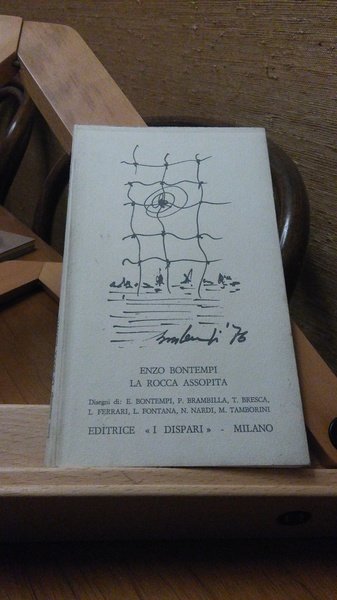 Bontempi '76
ENZO BONTEMPI
LA ROCCA ASSOPITA
Disegni di: E. BONTEMPI, P. BRAMBILLA, T. BRESCA,
L. FERRARI, L. FONTANA, N. NARDI, M. TAMBORINI
EDITRICE « I DISPARI » - MILANO